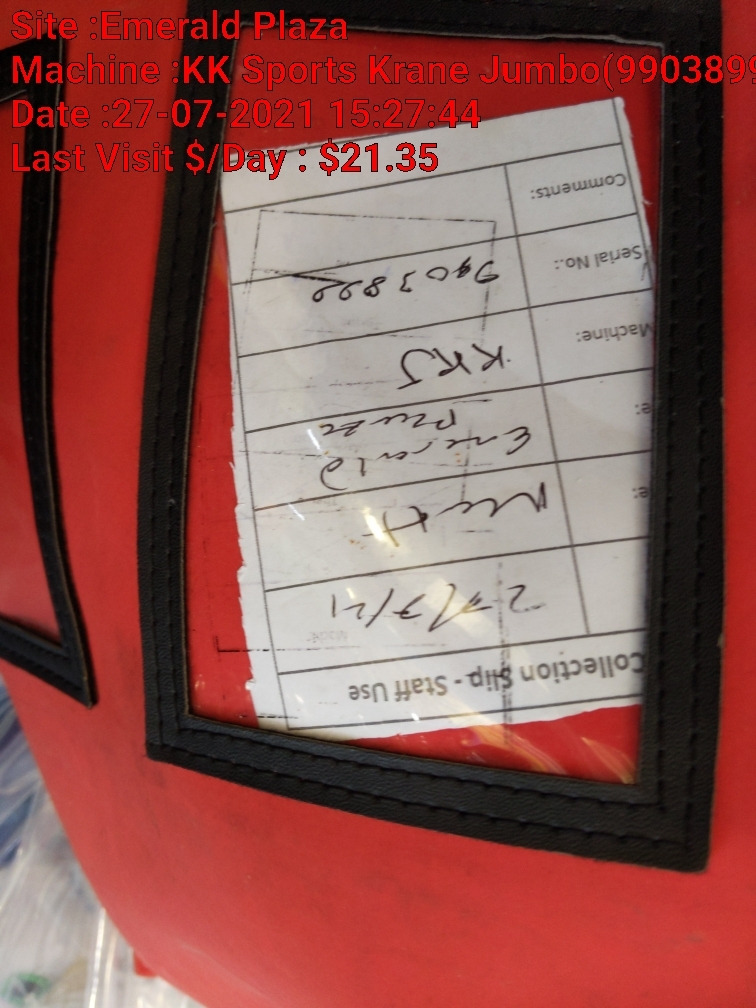 Site :Emerald Plaza
Machine :KK Sports Krane Jumbo(9903899
Date :27-07-2021 15:27:44
Last Visit $/Day : $21.35
Collection Slip - Staff Use
27/7/21
e: Matt
e: Emerald
Plaza
Machine: KKJ
Serial No.: 9903899
Comments: